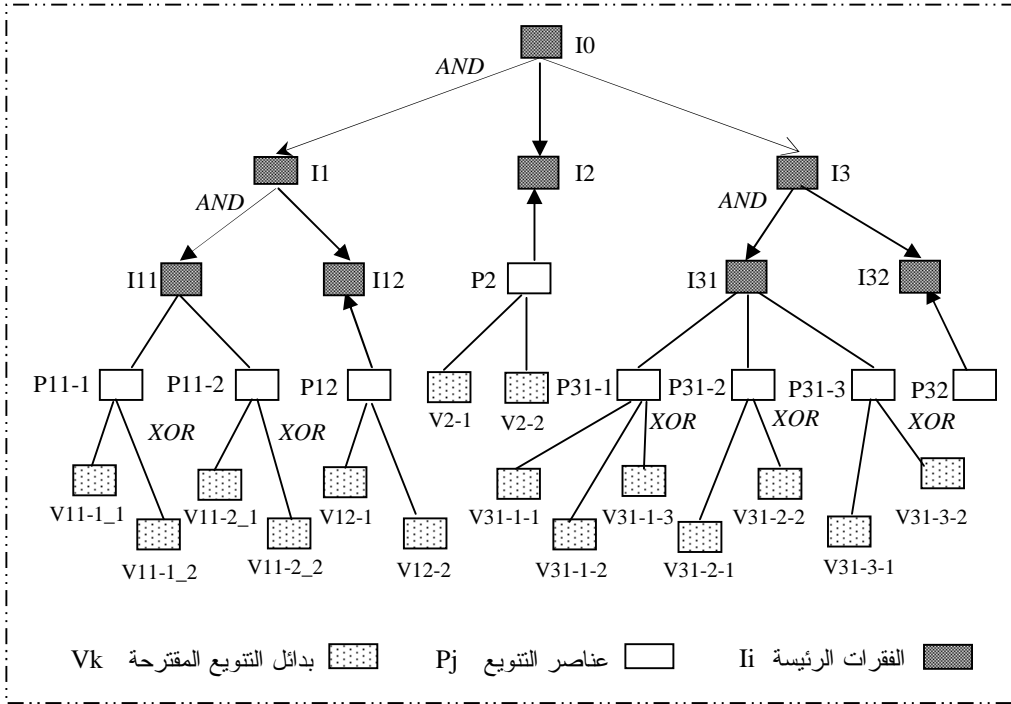 I0
AND
I1
I2
I3
AND
AND
I11
I12
P2
I31
I32
P11-1
P11-2
P12
V2-1
V2-2
P31-1
P31-2
P31-3
P32
XOR
XOR
XOR
XOR
XOR
V11-1_1
V11-2_1
V12-1
V31-1-1
V31-1-3
V31-2-2
V31-3-2
V11-1_2
V11-2_2
V12-2
V31-1-2
V31-2-1
V31-3-1
الفقرات الرئيسة Ii
عناصر التنويع Pj
بدائل التنويع المقترحة Vk